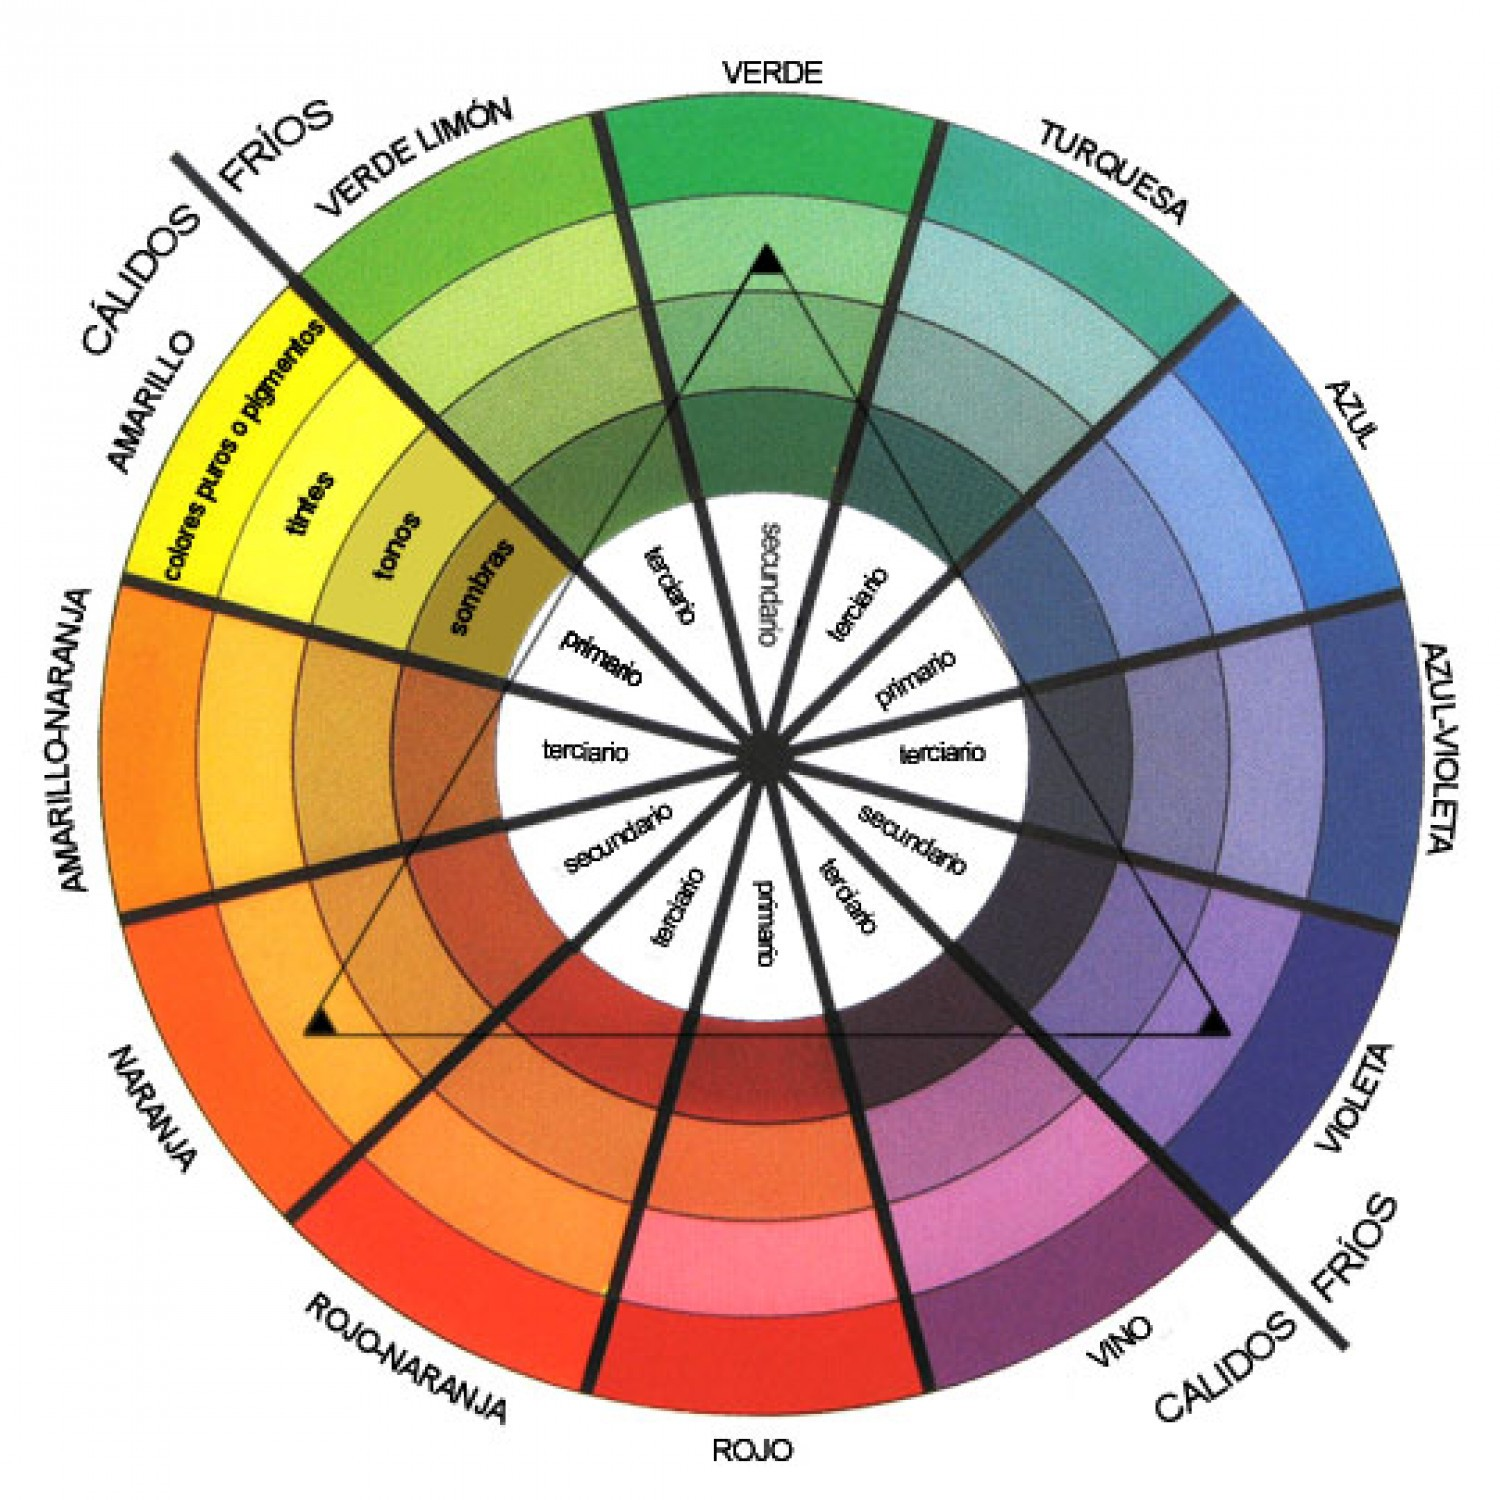 VERDE
TURQUESA
AZUL
AZUL-VIOLETA
VIOLETA
FRÍOS
CALIDOS
VINO
ROJO
ROJO-NARANJA
NARANJA
AMARILLO-NARANJA
AMARILLO
CÁLIDOS
FRÍOS
VERDE LIMÓN
colores puros o pigmentos
tintes
tonos
sombras
secundario
terciario
primario
terciario
secundario
terciario
primario
terciario
secundario
terciario
primario
terciario